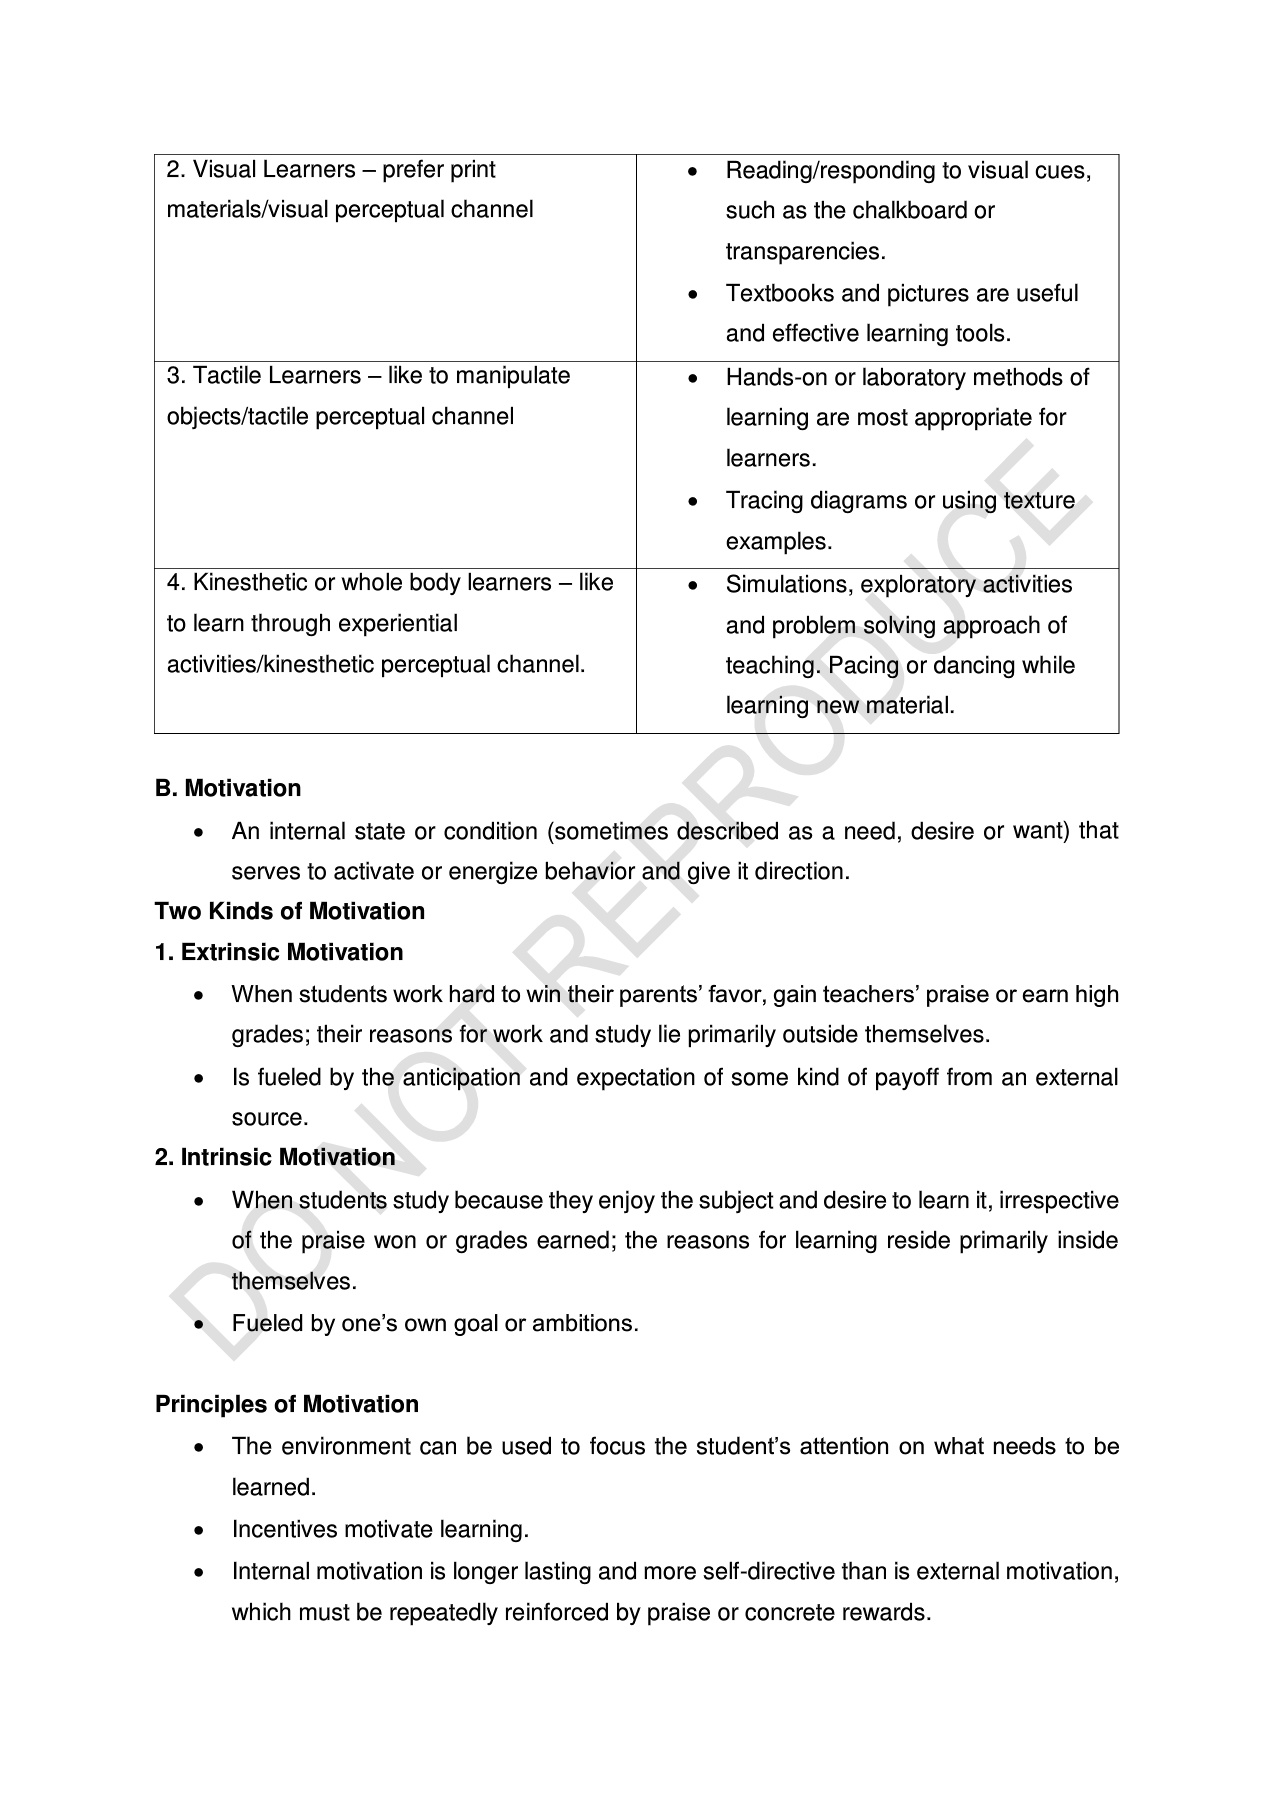 2. Visual Learners – prefer print
materials/visual perceptual channel
• Reading/responding to visual cues,
such as the chalkboard or
transparencies.
• Textbooks and pictures are useful
and effective learning tools.
3. Tactile Learners – like to manipulate
objects/tactile perceptual channel
• Hands-on or laboratory methods of
learning are most appropriate for
learners.
• Tracing diagrams or using texture
examples.
4. Kinesthetic or whole body learners – like
to learn through experiential
activities/kinesthetic perceptual channel.
• Simulations, exploratory activities
and problem solving approach of
teaching. Pacing or dancing while
learning new material.
B. Motivation
• An internal state or condition (sometimes described as a need, desire or want) that
serves to activate or energize behavior and give it direction.
Two Kinds of Motivation
1. Extrinsic Motivation
• When students work hard to win their parents’ favor, gain teachers’ praise or earn high
grades; their reasons for work and study lie primarily outside themselves.
• Is fueled by the anticipation and expectation of some kind of payoff from an external
source.
2. Intrinsic Motivation
• When students study because they enjoy the subject and desire to learn it, irrespective
of the praise won or grades earned; the reasons for learning reside primarily inside
themselves.
• Fueled by one’s own goal or ambitions.
Principles of Motivation
• The environment can be used to focus the student’s attention on what needs to be
learned.
• Incentives motivate learning.
• Internal motivation is longer lasting and more self-directive than is external motivation,
which must be repeatedly reinforced by praise or concrete rewards.
DO NOT REPRODUCE